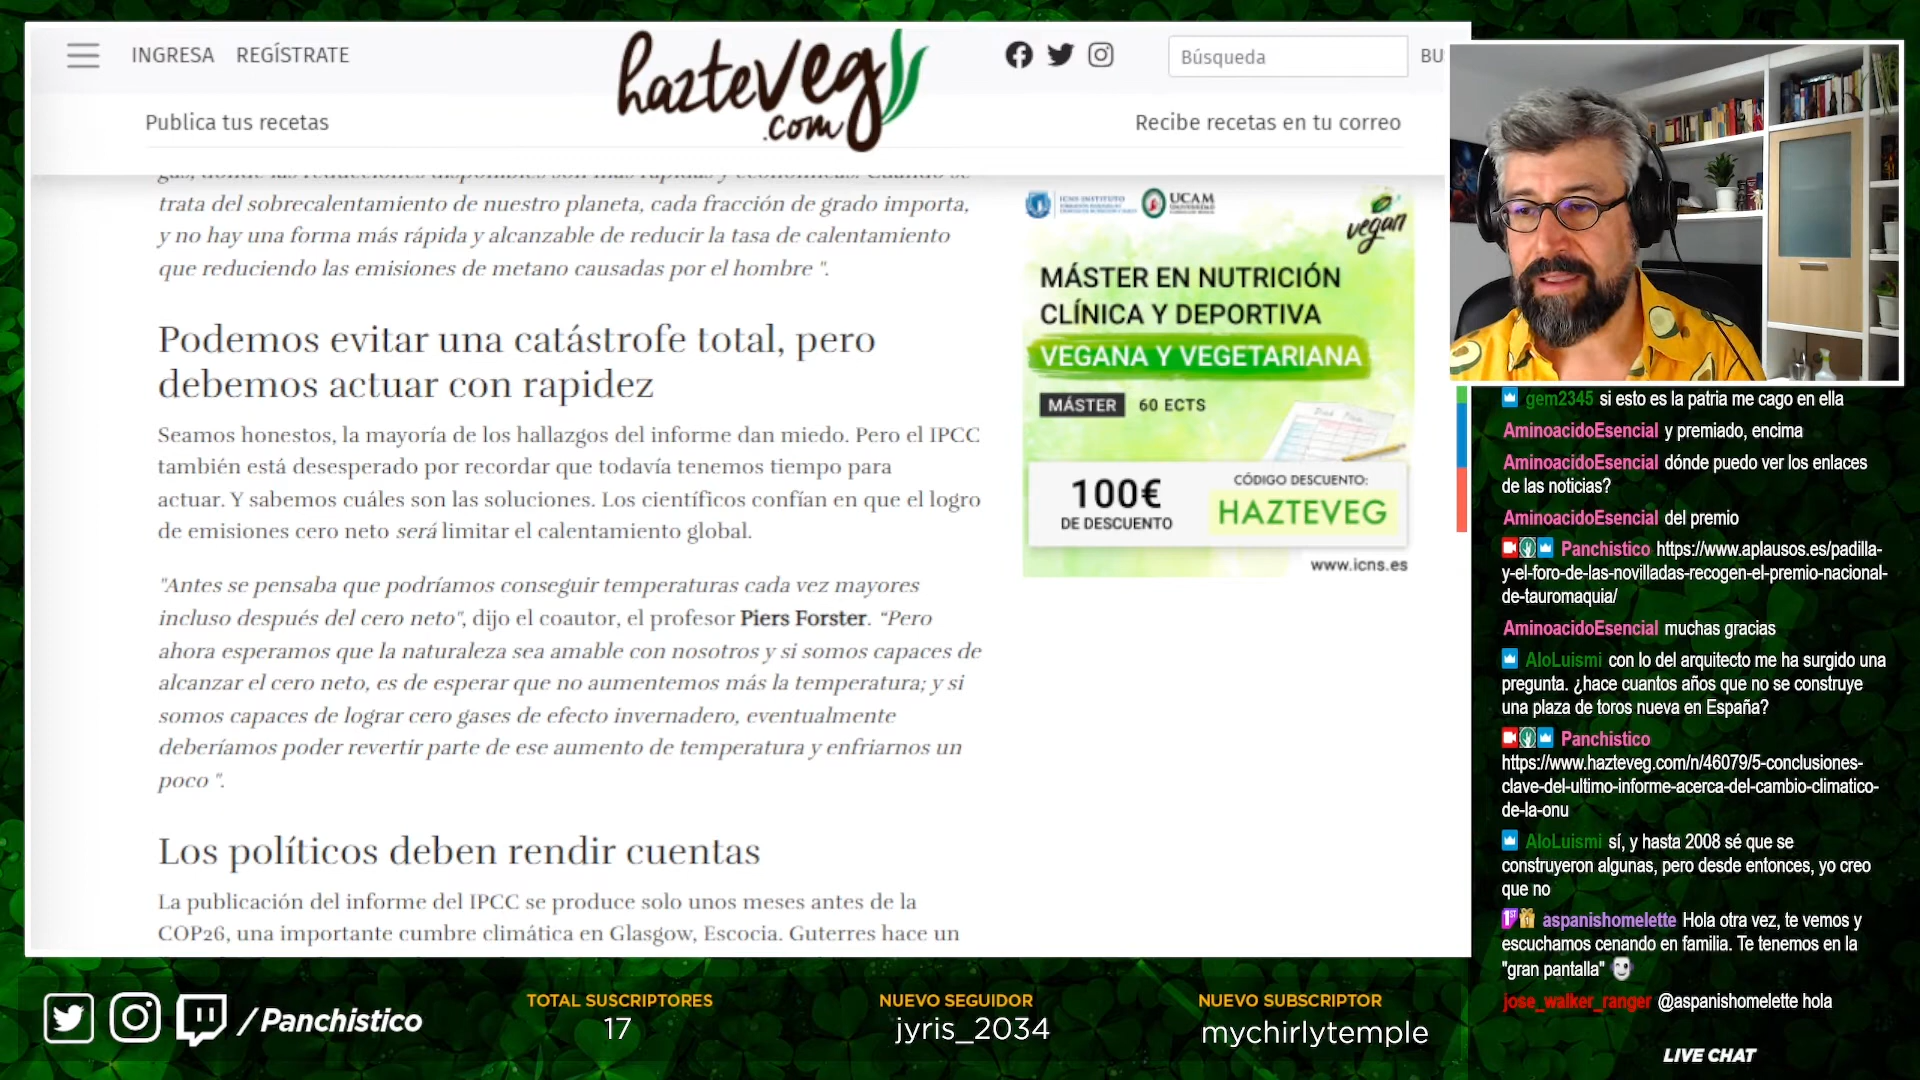 INGRESA REGÍSTRATE
hazteveg
.com
Búsqueda
BU
Publica tus recetas
Recibe recetas en tu correo
gas, donde las reducciones disponibles son más rápidas y económicas. Cuando se
trata del sobrecalentamiento de nuestro planeta, cada fracción de grado importa,
y no hay una forma más rápida y alcanzable de reducir la tasa de calentamiento
que reduciendo las emisiones de metano causadas por el hombre ".
Podemos evitar una catástrofe total, pero
debemos actuar con rapidez
Seamos honestos, la mayoría de los hallazgos del informe dan miedo. Pero el IPCC
también está desesperado por recordar que todavía tenemos tiempo para
actuar. Y sabemos cuáles son las soluciones. Los científicos confían en que el logro
de emisiones cero neto será limitar el calentamiento global.
"Antes se pensaba que podríamos conseguir temperaturas cada vez mayores
incluso después del cero neto", dijo el coautor, el profesor Piers Forster. “Pero
ahora esperamos que la naturaleza sea amable con nosotros y si somos capaces de
alcanzar el cero neto, es de esperar que no aumentemos más la temperatura; y si
somos capaces de lograr cero gases de efecto invernadero, eventualmente
deberíamos poder revertir parte de ese aumento de temperatura y enfriarnos un
poco ".
Los políticos deben rendir cuentas
La publicación del informe del IPCC se produce solo unos meses antes de la
COP26, una importante cumbre climática en Glasgow, Escocia. Guterres hace un
ICNS INSTITUTO
UCAM
UNIVERSIDAD
vegan
MÁSTER EN NUTRICIÓN
CLÍNICA Y DEPORTIVA
VEGANA Y VEGETARIANA
MÁSTER 60 ECTS
100€
DE DESCUENTO
CÓDIGO DESCUENTO:
HAZTEVEG
www.icns.es
gem2345 si esto es la patria me cago en ella
AminoacidoEsencial y premiado, encima
AminoacidoEsencial dónde puedo ver los enlaces
de las noticias?
AminoacidoEsencial del premio
Panchistico https://www.aplausos.es/padilla-
y-el-foro-de-las-novilladas-recogen-el-premio-nacional-
de-tauromaquia/
AminoacidoEsencial muchas gracias
AloLuismi con lo del arquitecto me ha surgido una
pregunta. ¿hace cuantos años que no se construye
una plaza de toros nueva en España?
Panchistico
https://www.hazteveg.com/n/46079/5-conclusiones-
clave-del-ultimo-informe-acerca-del-cambio-climatico-
de-la-onu
AloLuismi sí, y hasta 2008 sé que se
construyeron algunas, pero desde entonces, yo creo
que no
1ST aspanishomelette Hola otra vez, te vemos y
escuchamos cenando en familia. Te tenemos en la
"gran pantalla"
jose_walker_ranger @aspanishomelette hola
LIVE CHAT
/Panchistico
TOTAL SUSCRIPTORES
17
NUEVO SEGUIDOR
jyris_2034
NUEVO SUBSCRIPTOR
mychirlytemple